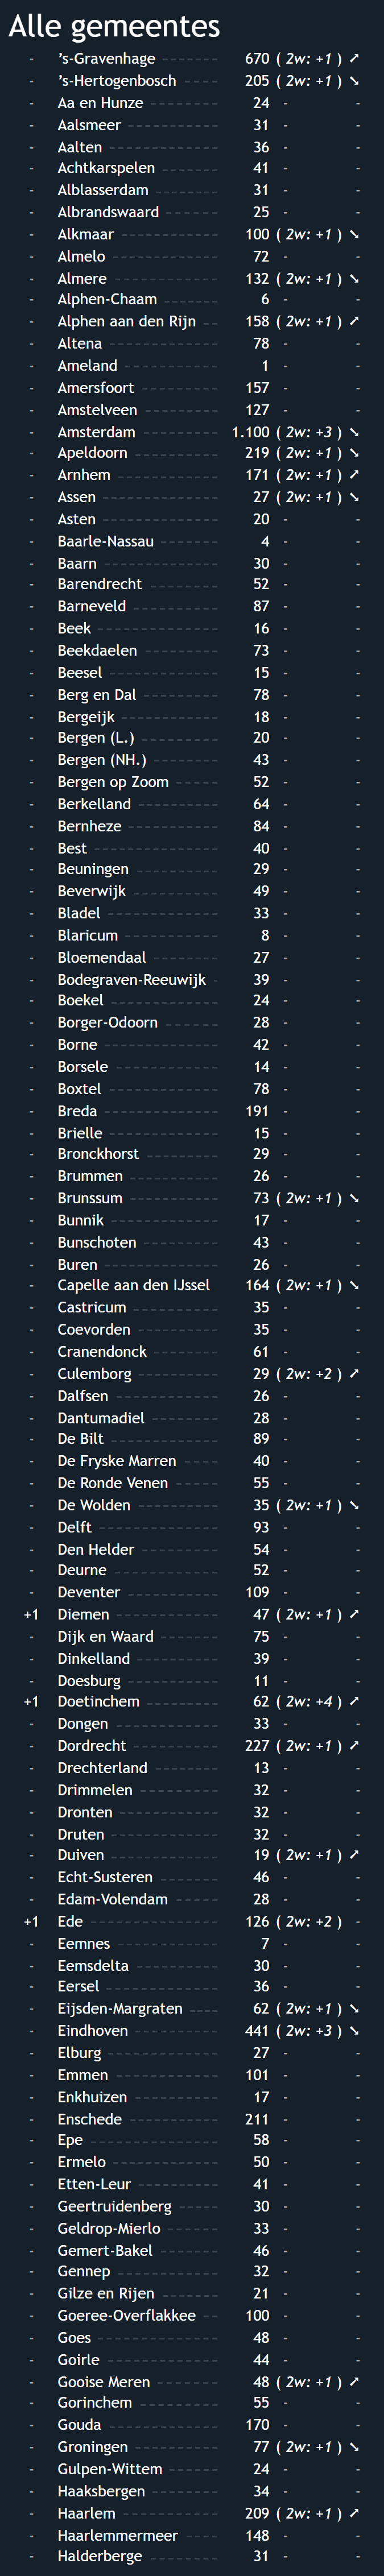 Alle gemeentes
- 's-Gravenhage 670 ( 2w: +1 ) ➚
- 's-Hertogenbosch 205 ( 2w: +1 ) ➘
- Aa en Hunze 24 - -
- Aalsmeer 31 - -
- Aalten 36 - -
- Achtkarspelen 41 - -
- Alblasserdam 31 - -
- Albrandswaard 25 - -
- Alkmaar 100 ( 2w: +1 ) ➘
- Almelo 72 - -
- Almere 132 ( 2w: +1 ) ➘
- Alphen-Chaam 6 - -
- Alphen aan den Rijn 158 ( 2w: +1 ) ➚
- Altena 78 - -
- Ameland 1 - -
- Amersfoort 157 - -
- Amstelveen 127 - -
- Amsterdam 1.100 ( 2w: +3 ) ➘
- Apeldoorn 219 ( 2w: +1 ) ➘
- Arnhem 171 ( 2w: +1 ) ➚
- Assen 27 ( 2w: +1 ) ➘
- Asten 20 - -
- Baarle-Nassau 4 - -
- Baarn 30 - -
- Barendrecht 52 - -
- Barneveld 87 - -
- Beek 16 - -
- Beekdaelen 73 - -
- Beesel 15 - -
- Berg en Dal 78 - -
- Bergeijk 18 - -
- Bergen (L.) 20 - -
- Bergen (NH.) 43 - -
- Bergen op Zoom 52 - -
- Berkelland 64 - -
- Bernheze 84 - -
- Best 40 - -
- Beuningen 29 - -
- Beverwijk 49 - -
- Bladel 33 - -
- Blaricum 8 - -
- Bloemendaal 27 - -
- Bodegraven-Reeuwijk 39 - -
- Boekel 24 - -
- Borger-Odoorn 28 - -
- Borne 42 - -
- Borsele 14 - -
- Boxtel 78 - -
- Breda 191 - -
- Brielle 15 - -
- Bronckhorst 29 - -
- Brummen 26 - -
- Brunssum 73 ( 2w: +1 ) ➘
- Bunnik 17 - -
- Bunschoten 43 - -
- Buren 26 - -
- Capelle aan den IJssel 164 ( 2w: +1 ) ➘
- Castricum 35 - -
- Coevorden 35 - -
- Cranendonck 61 - -
- Culemborg 29 ( 2w: +2 ) ➚
- Dalfsen 26 - -
- Dantumadiel 28 - -
- De Bilt 89 - -
- De Fryske Marren 40 - -
- De Ronde Venen 55 - -
- De Wolden 35 ( 2w: +1 ) ➘
- Delft 93 - -
- Den Helder 54 - -
- Deurne 52 - -
- Deventer 109 - -
+1 Diemen 47 ( 2w: +1 ) ➚
- Dijk en Waard 75 - -
- Dinkelland 39 - -
- Doesburg 11 - -
+1 Doetinchem 62 ( 2w: +4 ) ➚
- Dongen 33 - -
- Dordrecht 227 ( 2w: +1 ) ➚
- Drechterland 13 - -
- Drimmelen 32 - -
- Dronten 32 - -
- Druten 32 - -
- Duiven 19 ( 2w: +1 ) ➚
- Echt-Susteren 46 - -
- Edam-Volendam 28 - -
+1 Ede 126 ( 2w: +2 ) -
- Eemnes 7 - -
- Eemsdelta 30 - -
- Eersel 36 - -
- Eijsden-Margraten 62 ( 2w: +1 ) ➘
- Eindhoven 441 ( 2w: +3 ) ➘
- Elburg 27 - -
- Emmen 101 - -
- Enkhuizen 17 - -
- Enschede 211 - -
- Epe 58 - -
- Ermelo 50 - -
- Etten-Leur 41 - -
- Geertruidenberg 30 - -
- Geldrop-Mierlo 33 - -
- Gemert-Bakel 46 - -
- Gennep 32 - -
- Gilze en Rijen 21 - -
- Goeree-Overflakkee 100 - -
- Goes 48 - -
- Goirle 44 - -
- Gooise Meren 48 ( 2w: +1 ) ➚
- Gorinchem 55 - -
- Gouda 170 - -
- Groningen 77 ( 2w: +1 ) ➘
- Gulpen-Wittem 24 - -
- Haaksbergen 34 - -
- Haarlem 209 ( 2w: +1 ) ➚
- Haarlemmermeer 148 - -
- Halderberge 31 - -